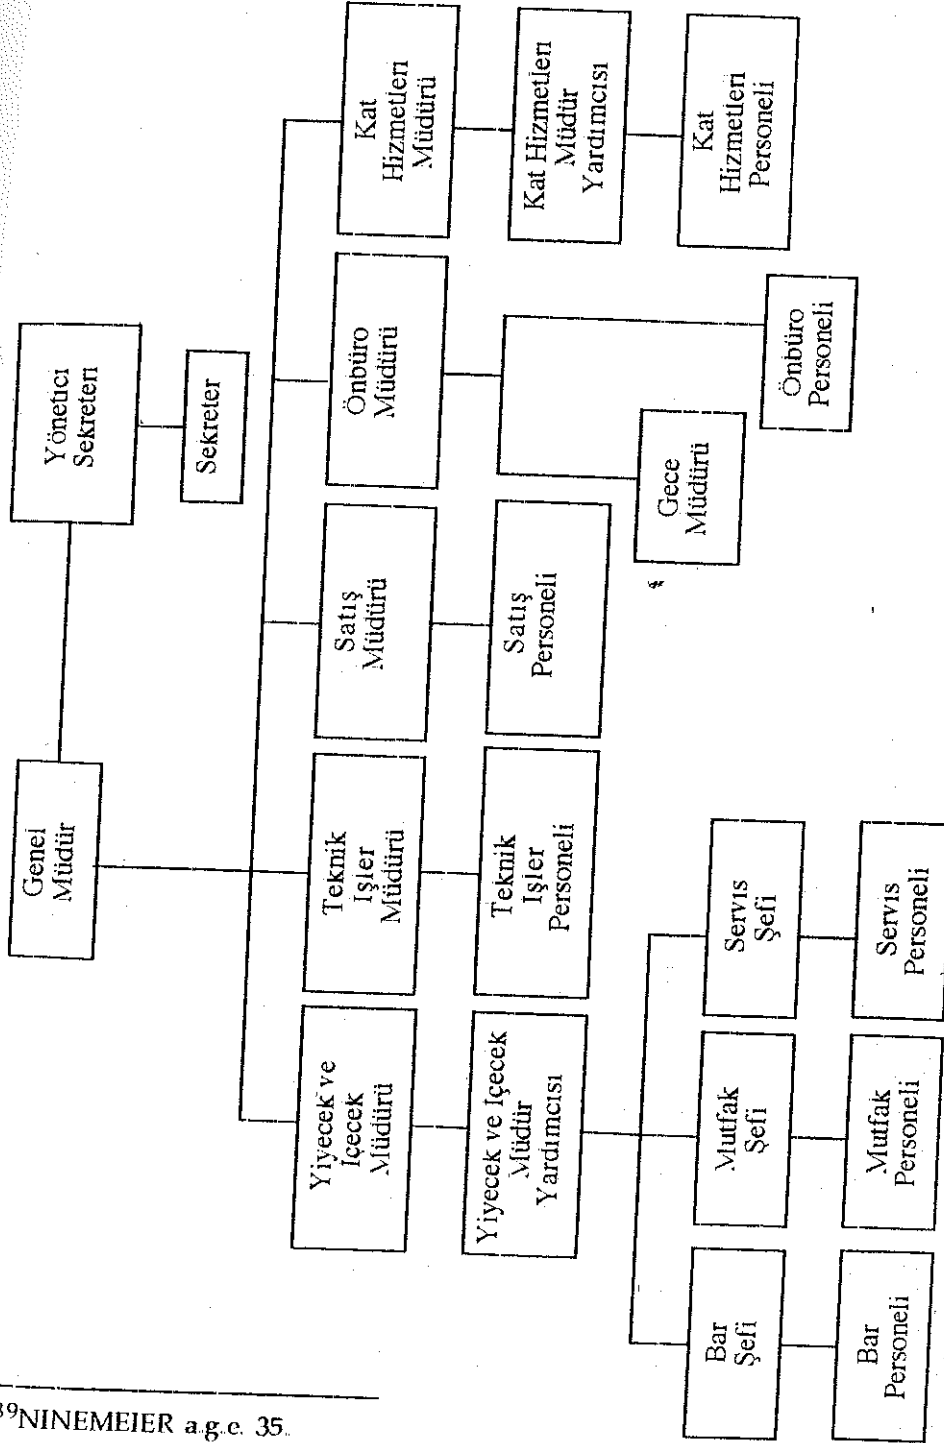 Genel
Müdür
Yönetici
Sekreteri
Sekreter
Yiyecek ve
İçecek
Müdürü
Teknik
İşler
Müdürü
Satış
Müdürü
Önbüro
Müdürü
Kat
Hizmetleri
Müdürü
Yiyecek ve İçecek
Müdür
Yardımcısı
Teknik
İşler
Personeli
Satış
Personeli
Kat Hizmetleri
Müdür
Yardımcısı
Gece
Müdürü
Önbüro
Personeli
Kat
Hizmetleri
Personeli
Bar
Şefi
Mutfak
Şefi
Servis
Şefi
Bar
Personeli
Mutfak
Personeli
Servis
Personeli
39NINEMEIER a.g.e. 35.